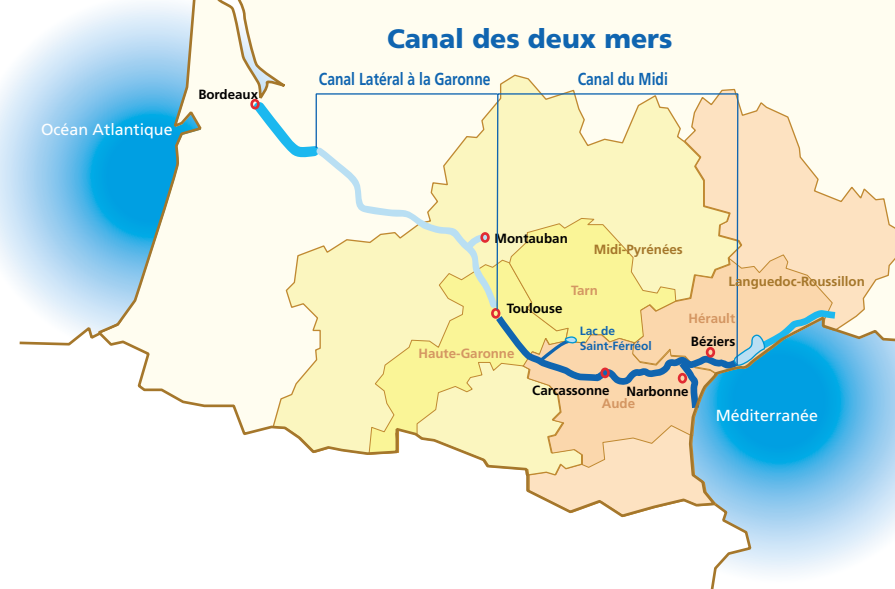 Canal des deux mers
Canal Latéral à la Garonne
Canal du Midi
Bordeaux
Océan Atlantique
Montauban
Midi-Pyrénées
Languedoc-Roussillon
Tarn
Toulouse
Hérault
Lac de
Saint-Férréol
Béziers
Haute-Garonne
Carcassonne
Narbonne
Aude
Méditerranée